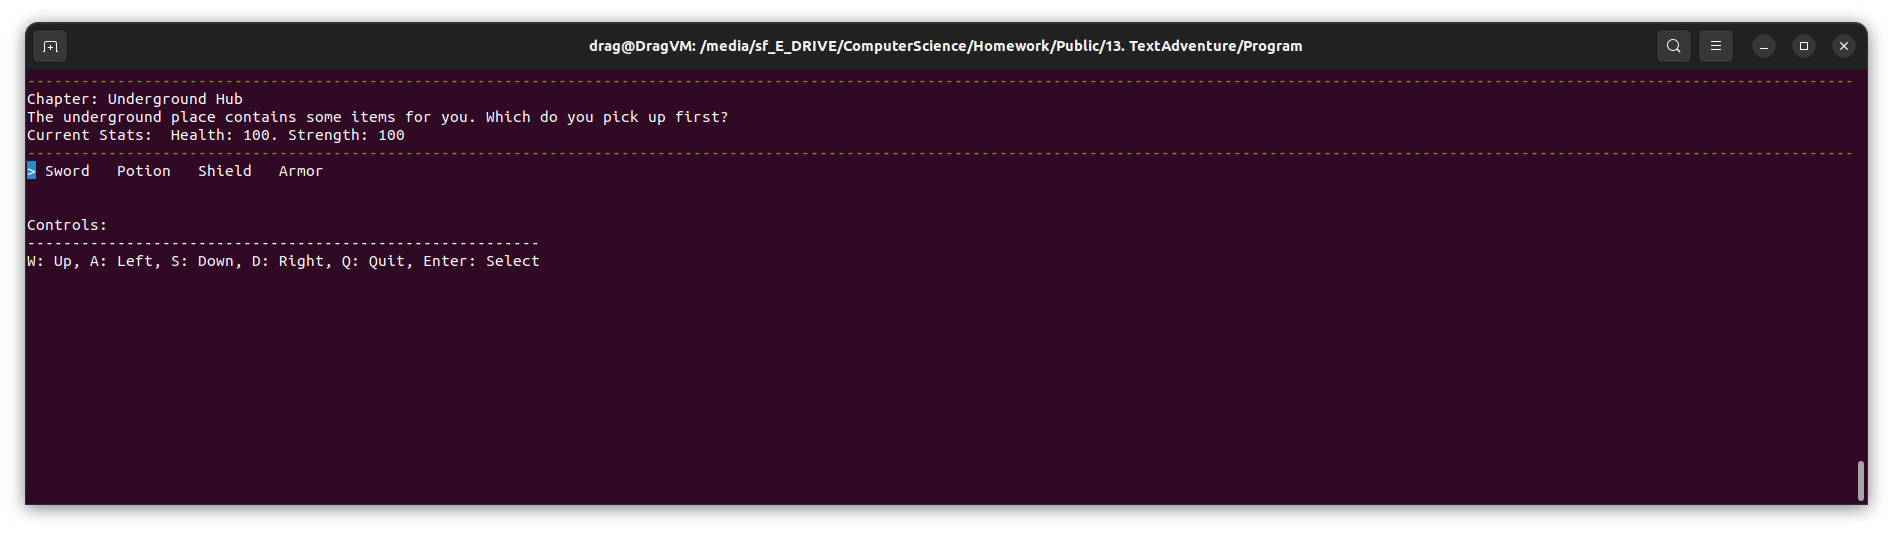 drag@DragVM: /media/sf_E_DRIVE/ComputerScience/Homework/Public/13. TextAdventure/Program
-----------------------------------------------------------------------------------------------------------------------------------------------------------------------------------------------------------
Chapter: Underground Hub
The underground place contains some items for you. Which do you pick up first?
Current Stats:  Health: 100. Strength: 100
-----------------------------------------------------------------------------------------------------------------------------------------------------------------------------------------------------------
> Sword   Potion   Shield   Armor
Controls:
---------------------------------------------------------
W: Up, A: Left, S: Down, D: Right, Q: Quit, Enter: Select